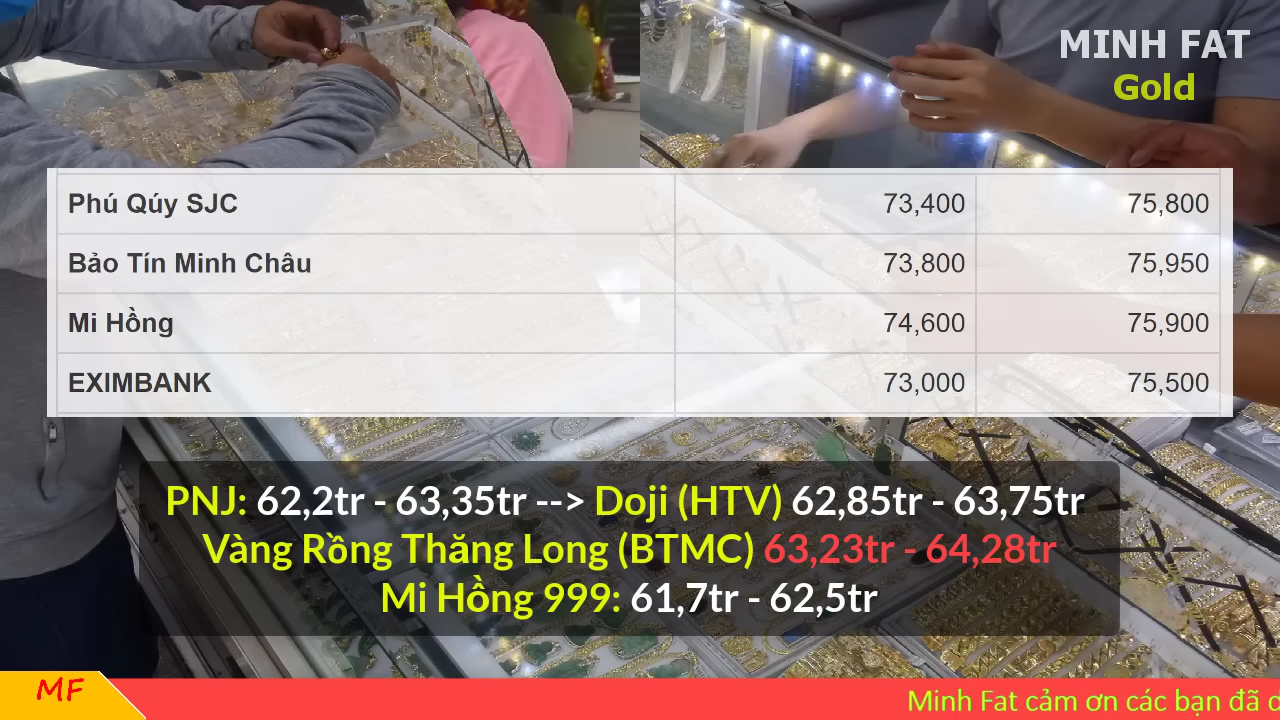 MINH FAT
Gold
Phú Qúy SJC 73,400 75,800
Bảo Tín Minh Châu 73,800 75,950
Mi Hồng 74,600 75,900
EXIMBANK 73,000 75,500
PNJ: 62,2tr - 63,35tr --> Doji (HTV) 62,85tr - 63,75tr
Vàng Rồng Thăng Long (BTMC) 63,23tr - 64,28tr
Mi Hồng 999: 61,7tr - 62,5tr
MF
Minh Fat cảm ơn các bạn đã